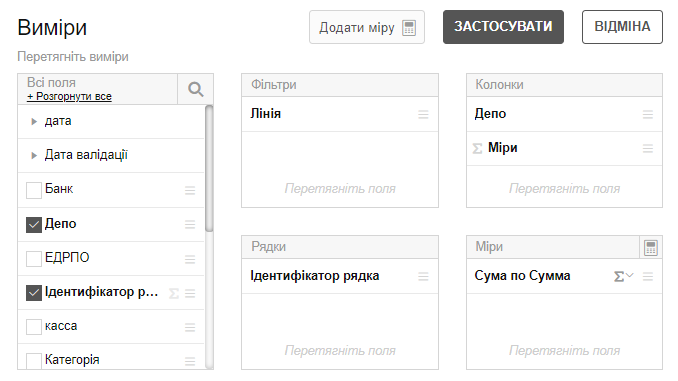 Виміри
Додати міру
ЗАСТОСУВАТИ
ВІДМІНА
Перетягніть виміри
Всі поля
+ Розгорнути все
дата
Дата валідації
Банк
Депо
ЕДРПО
Ідентифікатор р...
касса
Категорія
Фільтри
Лінія
Перетягніть поля
Колонки
Депо
Σ Міри
Перетягніть поля
Рядки
Ідентифікатор рядка
Перетягніть поля
Міри
Сума по Сумма
Перетягніть поля